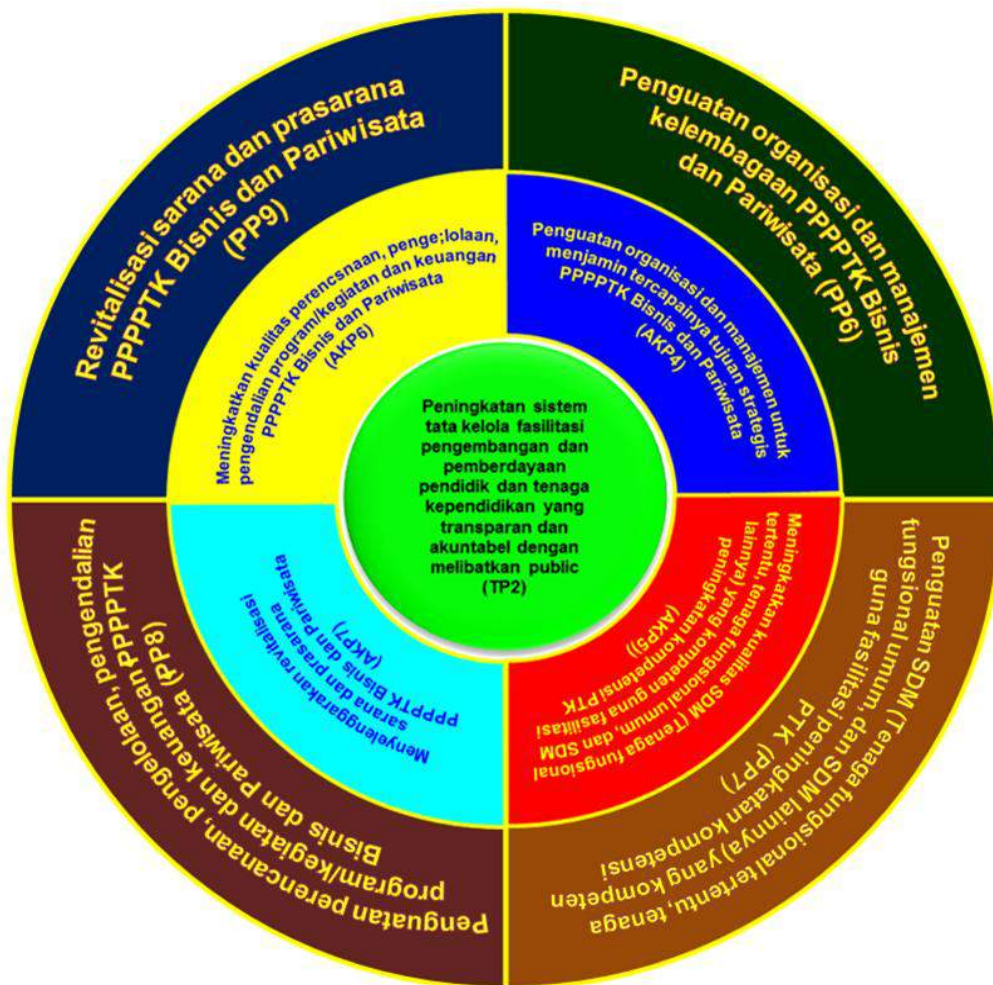 Revitalisasi sarana dan prasarana
PPPPTK Bisnis dan Pariwisata
(PP9)
Penguatan organisasi dan manajemen
kelembagaan PPPPTK Bisnis
dan Pariwisata (PP6)
Meningkatkan kualitas perencsnaan, penge;lolaan,
pengendalian program/kegiatan dan keuangan
PPPPTK Bisnis dan Pariwisata
(AKP6)
Penguatan organisasi dan manajemen untuk
menjamin tercapainya tujuan strategis
PPPPTK Bisnis dan Pariwisata
(AKP4)
Peningkatan sistem
tata kelola fasilitasi
pengembangan dan
pemberdayaan
pendidik dan tenaga
kependidikan yang
transparan dan
akuntabel dengan
melibatkan public
(TP2)
Menyelenggarakan revitalisasi
sarana dan prasarana
PPPPTK Bisnis dan Pariwisata
(AKP7)
Meningkatkan kualitas SDM (Tenaga fungsional
tertentu, tenaga fungsional umum, dan SDM
lainnya) yang kompeten guna fasilitasi
peningkatan kompetensi PTK
(AKP5))
Penguatan perencanaan, pengelolaan, pengendalian
program/kegiatan dan keuangan PPPPTK
Bisnis dan Pariwisata (PP8)
Penguatan SDM (Tenaga fungsional tertentu, tenaga
fungsional umum, dan SDM lainnya) yang kompeten
guna fasilitasi peningkatan kompetensi
PTK (PP7)